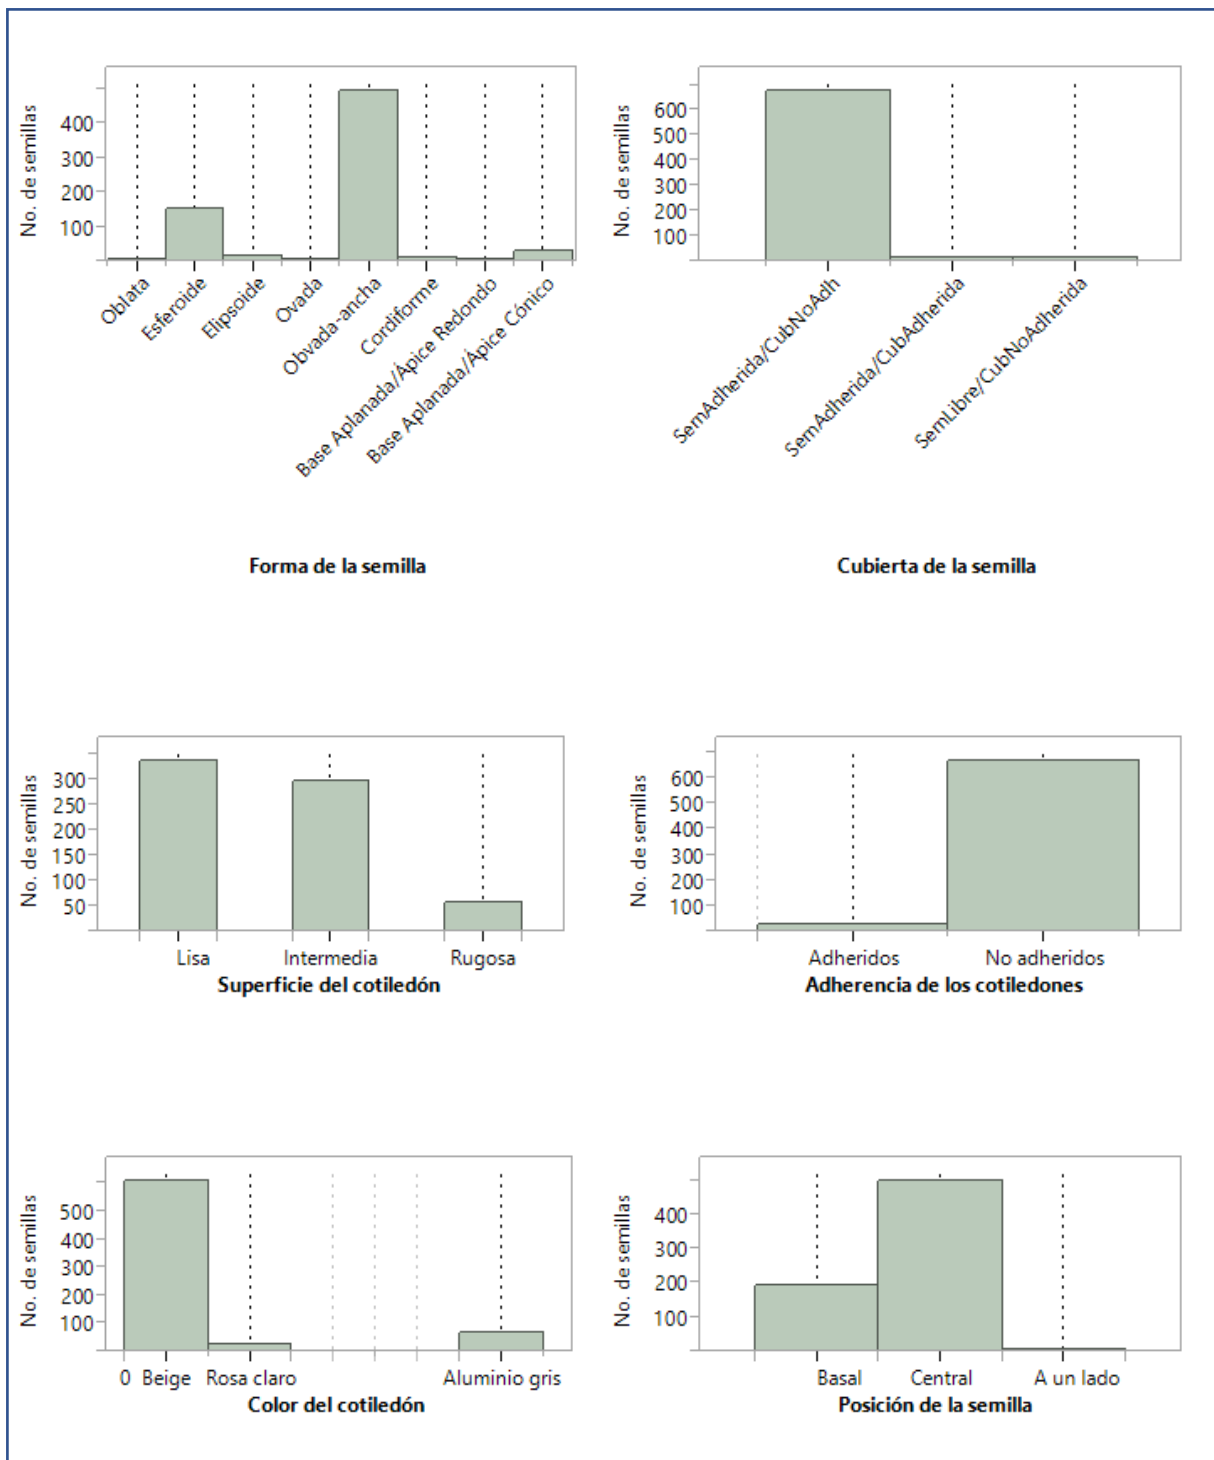 No. de semillas
400
300
200
100
Oblata
Esferoide
Elipsoide
Ovada
Obvada-ancha
Cordiforme
Base Aplanada/Ápice Redondo
Base Aplanada/Ápice Cónico
Forma de la semilla
No. de semillas
600
500
400
300
200
100
SemAdherida/CubNoAdh
SemAdherida/CubAdherida
SemLibre/CubNoAdherida
Cubierta de la semilla
No. de semillas
300
250
200
150
100
50
Lisa Intermedia Rugosa
Superficie del cotiledón
No. de semillas
600
500
400
300
200
100
Adheridos No adheridos
Adherencia de los cotiledones
No. de semillas
500
400
300
200
100
0 Beige Rosa claro Aluminio gris
Color del cotiledón
No. de semillas
400
300
200
100
Basal Central A un lado
Posición de la semilla